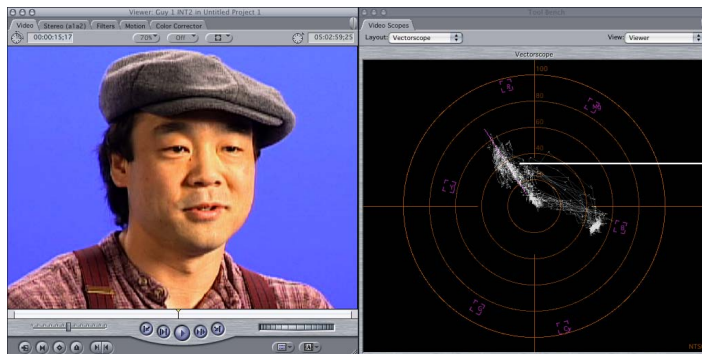 Viewer: Guy 1 INT2 in Untitled Project 1
Video Stereo (a1a2) Filters Motion Color Corrector
00:00:15;17 70% Off 05:02:59;25
Tool Bench
Video Scopes
Layout: Vectorscope View: Viewer
Vectorscope
100
80
60
40
NTSC